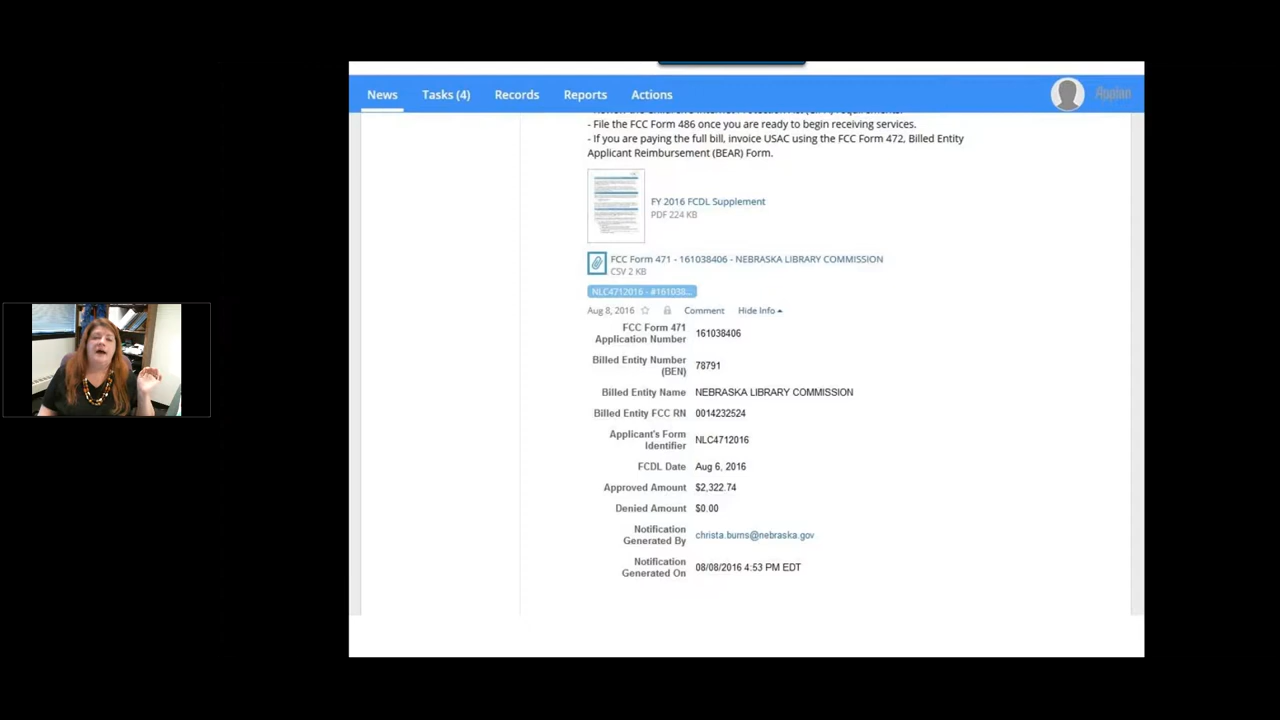 News Tasks (4) Records Reports Actions Appian
- File the FCC Form 486 once you are ready to begin receiving services.
- If you are paying the full bill, invoice USAC using the FCC Form 472, Billed Entity
Applicant Reimbursement (BEAR) Form.
FY 2016 FCDL Supplement
PDF 224 KB
FCC Form 471 - 161038406 - NEBRASKA LIBRARY COMMISSION
CSV 2 KB
NLC4712016 - #161038...
Aug 8, 2016 Comment Hide Info
FCC Form 471
Application Number 161038406
Billed Entity Number
(BEN) 78791
Billed Entity Name NEBRASKA LIBRARY COMMISSION
Billed Entity FCC RN 0014232524
Applicant's Form
Identifier NLC4712016
FCDL Date Aug 6, 2016
Approved Amount $2,322.74
Denied Amount $0.00
Notification
Generated By christa.burns@nebraska.gov
Notification
Generated On 08/08/2016 4:53 PM EDT